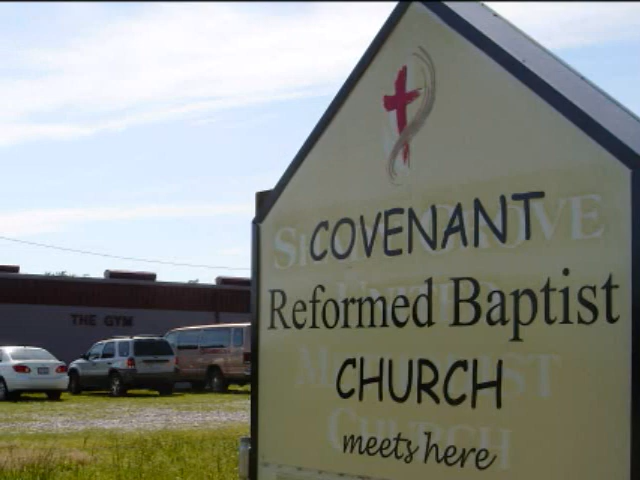 COVENANT
Reformed Baptist
CHURCH
meets here
THE GYM